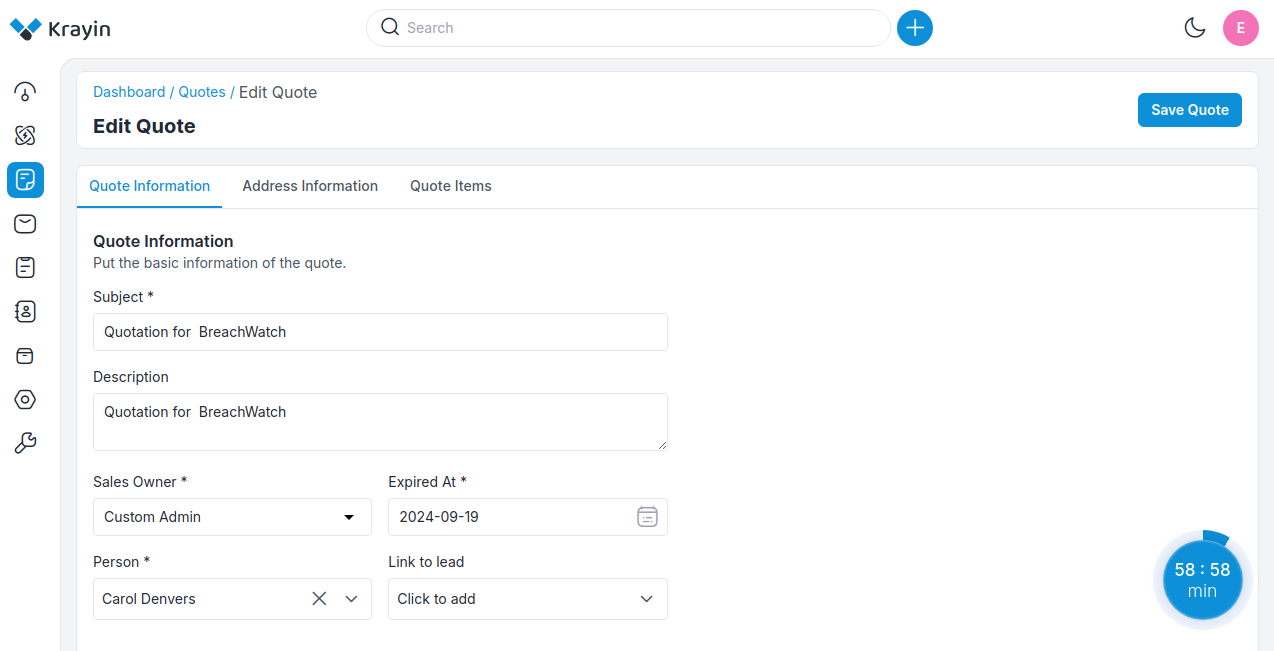 Krayin
Search
E
Dashboard / Quotes / Edit Quote
Edit Quote
Save Quote
Quote Information
Address Information
Quote Items
Quote Information
Put the basic information of the quote.
Subject *
Quotation for  BreachWatch
Description
Quotation for  BreachWatch
Sales Owner *
Expired At *
Custom Admin
2024-09-19
Person *
Link to lead
Carol Denvers
Click to add
58 : 58
min